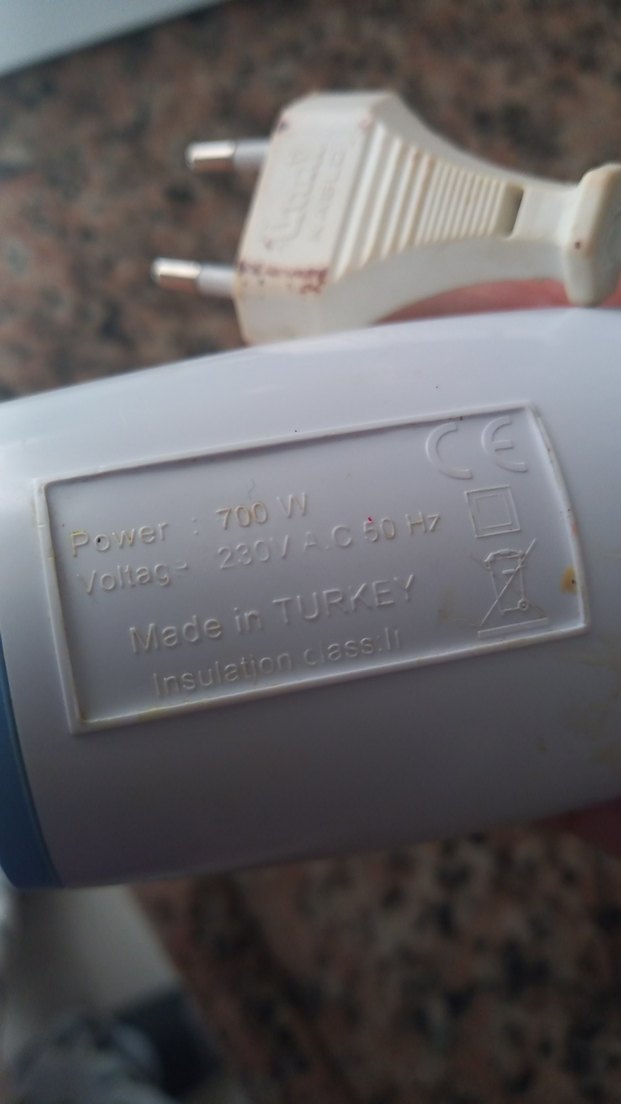 Power : 700 W
Voltag- 230V A.C 50 Hz
Made in TURKEY
Insulation class.II
CE